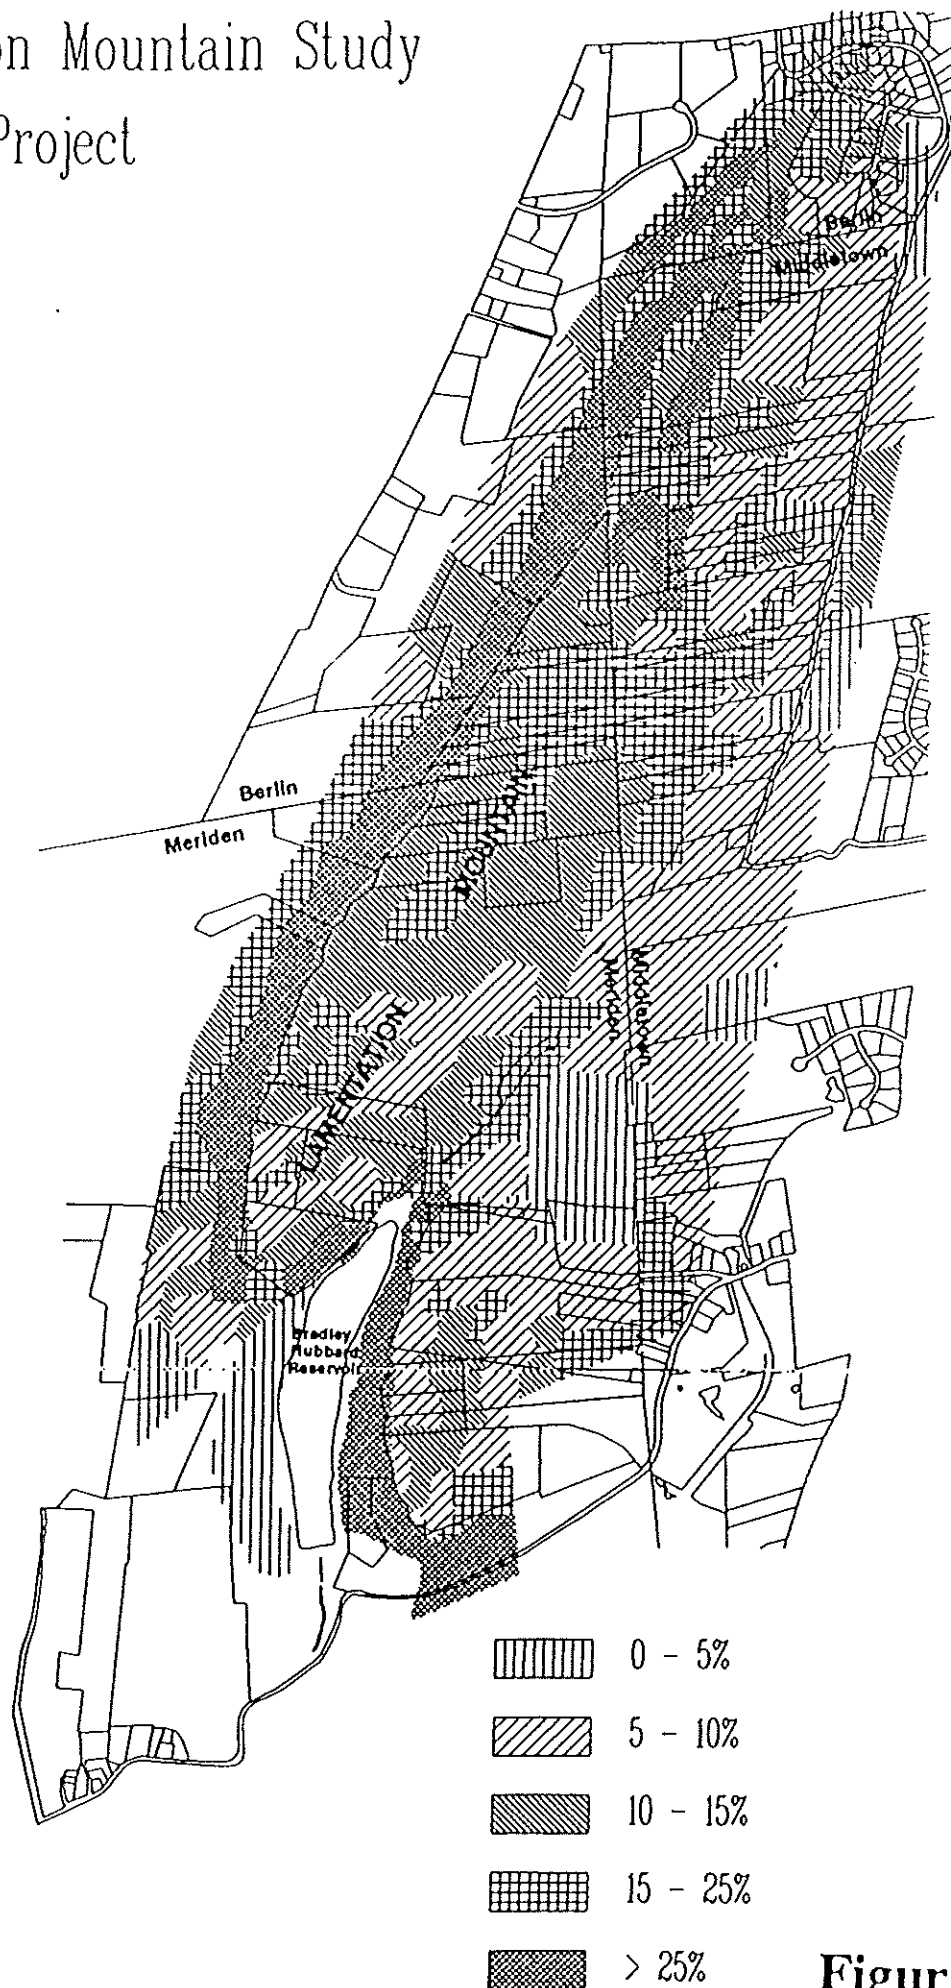 on Mountain Study
Project
Berlin
Middletown
Berlin
Meriden
MOUNTAIN
LAMENTATION
Meriden
Middletown
Bradley
Hubbard
Reservoir
0 - 5%
5 - 10%
10 - 15%
15 - 25%
> 25%
Figur